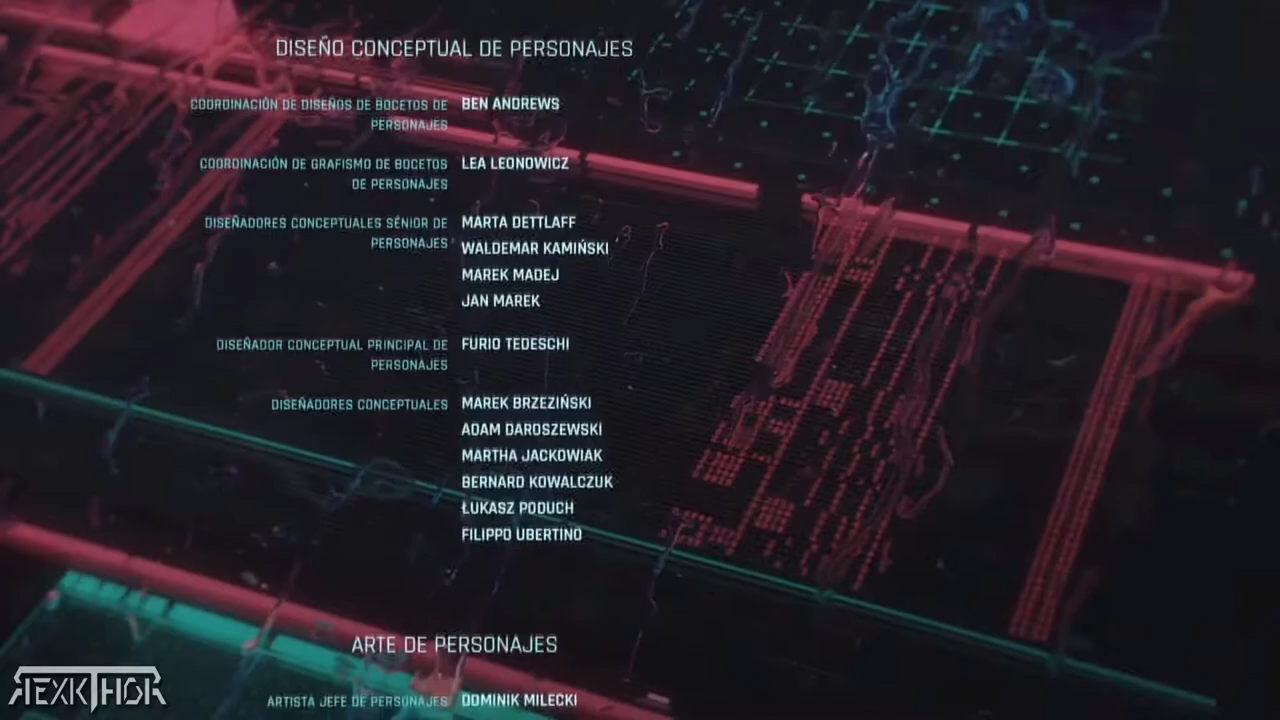 DISEÑO CONCEPTUAL DE PERSONAJES
COORDINACIÓN DE DISEÑOS DE BOCETOS DE BEN ANDREWS
PERSONAJES
COORDINACIÓN DE GRAFISMO DE BOCETOS LEA LEONOWICZ
DE PERSONAJES
DISEÑADORES CONCEPTUALES SÉNIOR DE MARTA DETTLAFF
PERSONAJES WALDEMAR KAMIŃSKI
MAREK MADEJ
JAN MAREK
DISEÑADOR CONCEPTUAL PRINCIPAL DE FURIO TEDESCHI
PERSONAJES
DISEÑADORES CONCEPTUALES MAREK BRZEZIŃSKI
ADAM DAROSZEWSKI
MARTHA JACKOWIAK
BERNARD KOWALCZUK
ŁUKASZ PODUCH
FILIPPO UBERTINO
ARTE DE PERSONAJES
ARTISTA JEFE DE PERSONAJES DOMINIK MILECKI
REXKTHOR